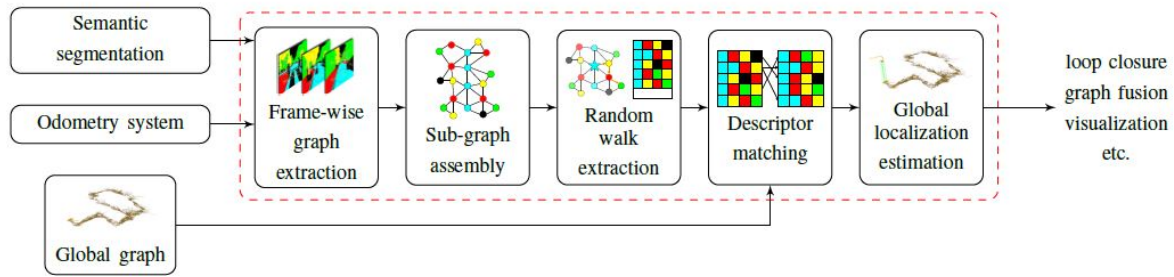 Semantic
segmentation
Odometry system
Global graph
Frame-wise
graph
extraction
Sub-graph
assembly
Random
walk
extraction
Descriptor
matching
Global
localization
estimation
loop closure
graph fusion
visualization
etc.